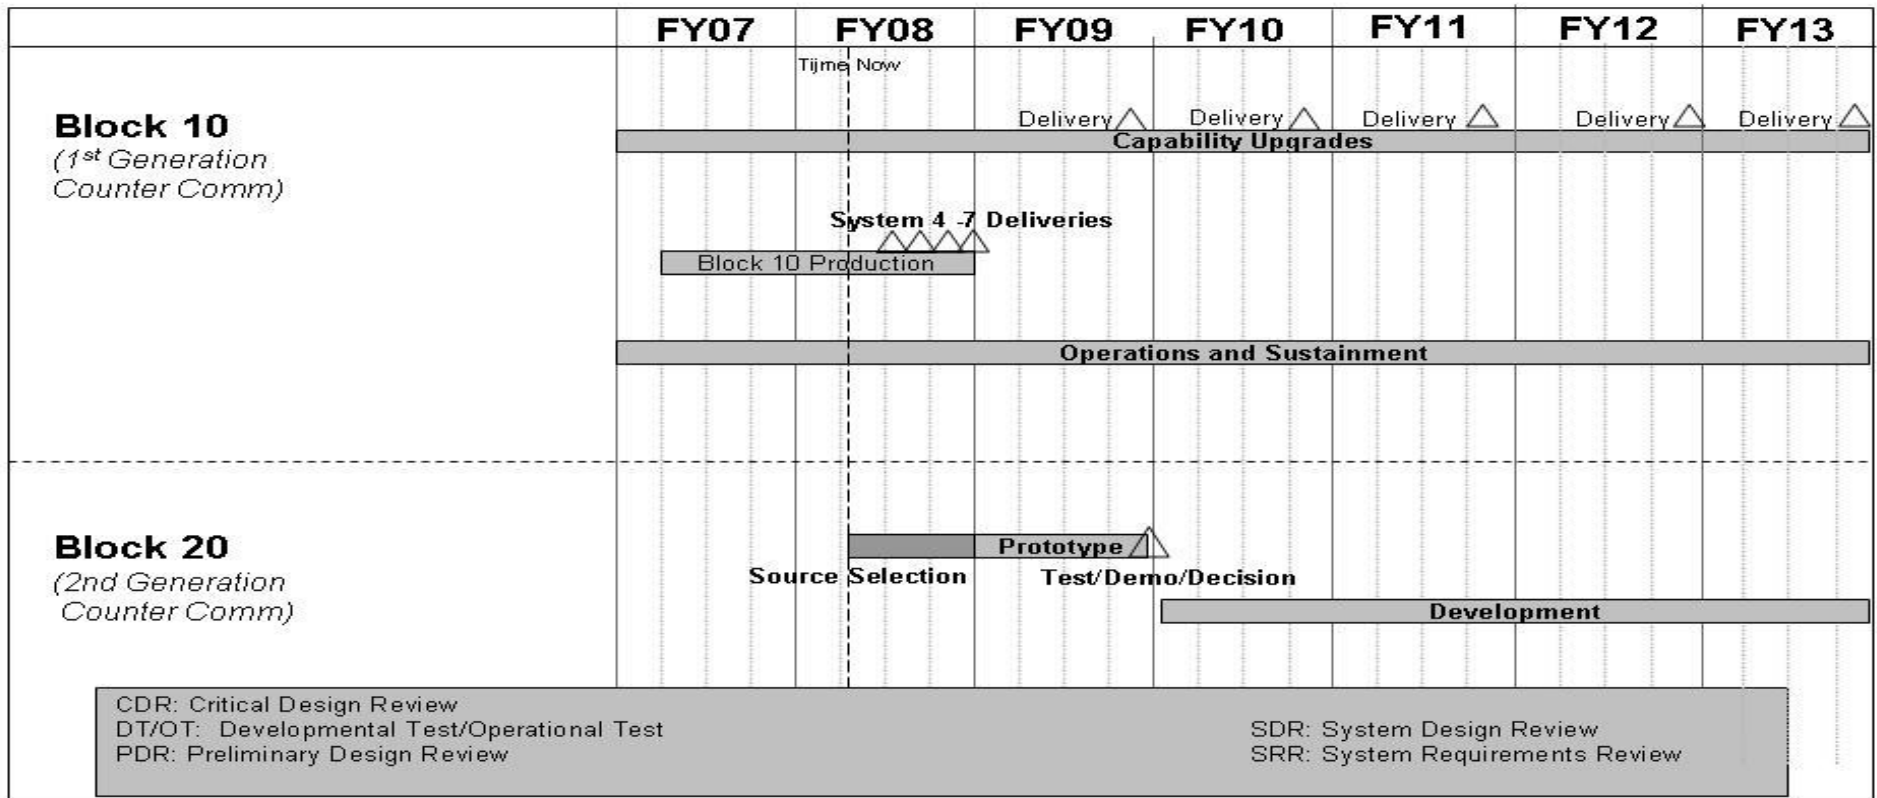 FY07 FY08 FY09 FY10 FY11 FY12 FY13
Tijme Now
Block 10
(1st Generation
Counter Comm)
Delivery Delivery Delivery Delivery Delivery
Capability Upgrades
System 4 -7 Deliveries
Block 10 Production
Operations and Sustainment
Block 20
(2nd Generation
Counter Comm)
Prototype
Source Selection Test/Demo/Decision
Development
CDR: Critical Design Review
DT/OT: Developmental Test/Operational Test SDR: System Design Review
PDR: Preliminary Design Review SRR: System Requirements Review